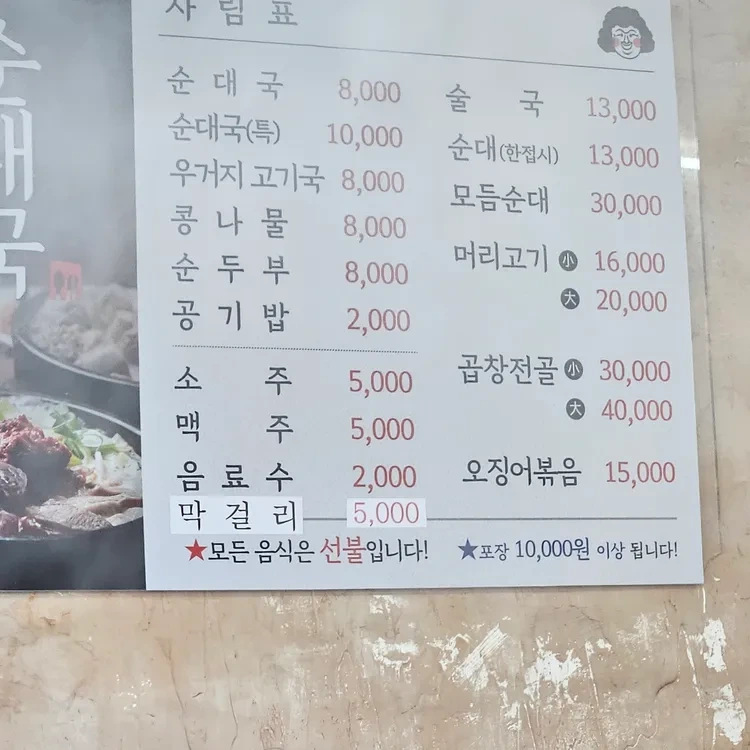 차림표
순대국 8,000
순대국(특) 10,000
우거지 고기국 8,000
콩나물 8,000
순두부 8,000
공기밥 2,000
소주 5,000
맥주 5,000
음료수 2,000
막걸리 5,000
술국 13,000
순대(한접시) 13,000
모듬순대 30,000
머리고기 小 16,000
大 20,000
곱창전골 小 30,000
大 40,000
오징어볶음 15,000
★모든 음식은 선불입니다!
★포장 10,000원 이상 됩니다!
순대국